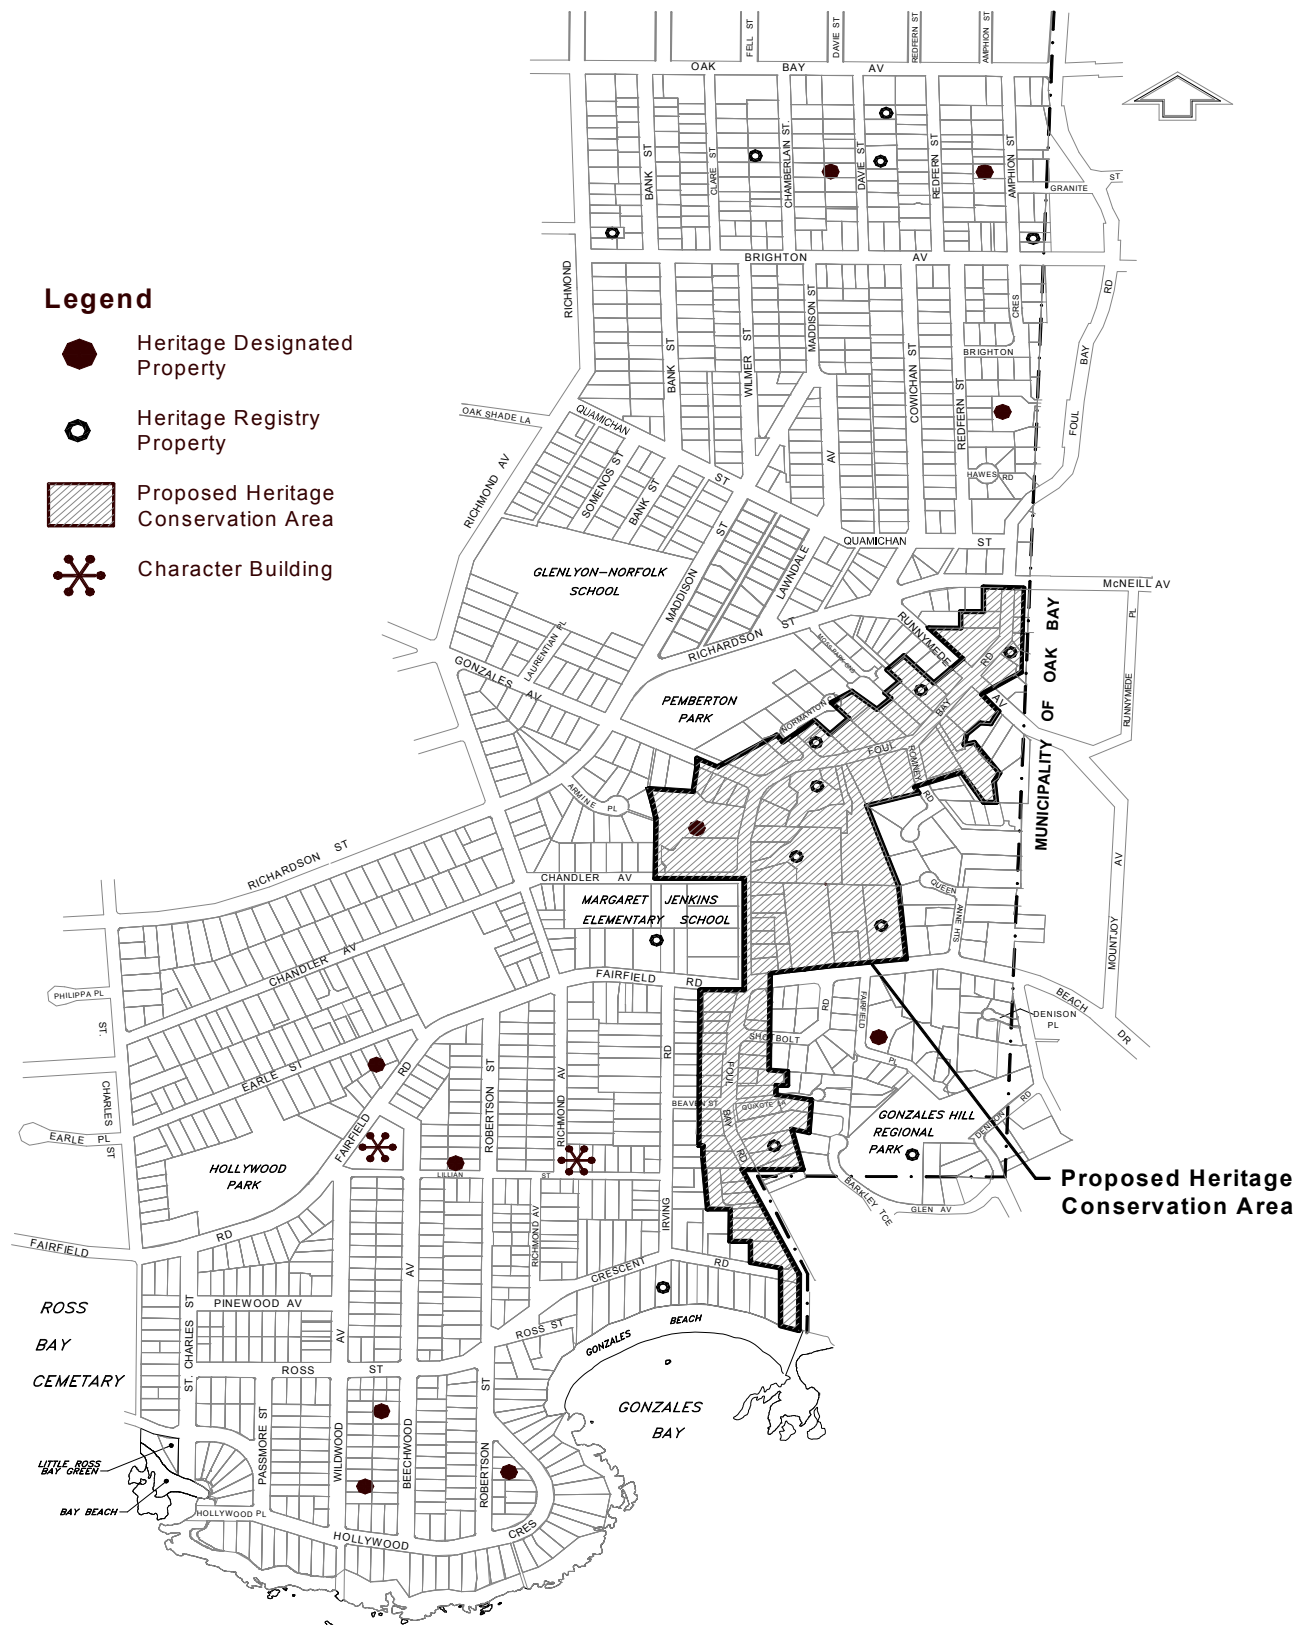 FELL ST
DAVIE ST
REDFERN ST
AMPHION ST
OAK BAY AV
BANK ST
CLARE ST
CHAMBERLAIN ST.
DAVIE ST
REDFERN ST
AMPHION ST
GRANITE ST
BRIGHTON AV
RICHMOND
Legend
Heritage Designated
Property
Heritage Registry
Property
Proposed Heritage
Conservation Area
Character Building
MADDISON ST
CRES
RD
BAY
FOUL
BRIGHTON
BANK ST
WILMER ST
COWICHAN ST
REDFERN ST
OAK SHADE LA
QUAMICHAN
ST
AV
HAWES RD
RICHMOND AV
SOMENOS ST
BANK ST
MADDISON
ST
LAWNDALE
QUAMICHAN ST
GLENLYON-NORFOLK
SCHOOL
McNEILL AV
PL
RUNNYMEDE
LAURENTIAN PL
RICHARDSON ST
RUNNYMEDE
RD
AV
GONZALES AV
PEMBERTON
PARK
NORMANTON
BAY
FOUL
ROMNEY
RD
MUNICIPALITY OF OAK BAY
ARMINE PL
RICHARDSON ST
CHANDLER AV
MARGARET JENKINS
ELEMENTARY SCHOOL
QUEEN
ANNE HTS
AV
MOUNTJOY
CHANDLER AV
FAIRFIELD RD
PHILIPPA PL
ST.
CHARLES
ST
EARLE ST
EARLE PL
FAIRFIELD RD
ROBERTSON ST
RICHMOND AV
RD
IRVING
BEACH
DR
DENISON
PL
RD
FAIRFIELD
PL
SHOTBOLT
FOUL
BAY
RD
BEAVEN ST
QUIXOTE LA
GONZALES HILL
REGIONAL
PARK
DENISON RD
Proposed Heritage
Conservation Area
HOLLYWOOD
PARK
LILLIAN ST
BARKLEY TCE
GLEN AV
RICHMOND AV
FAIRFIELD
RD
CRESCENT RD
ROSS
BAY
CEMETARY
PINEWOOD AV
AV
AV
ST. CHARLES ST
ROSS ST
GONZALES BEACH
ROSS ST
ST
GONZALES
BAY
PASSMORE ST
WILDWOOD
BEECHWOOD
ROBERTSON
LITTLE ROSS
BAY GREEN
BAY BEACH
HOLLYWOOD PL
HOLLYWOOD
CRES